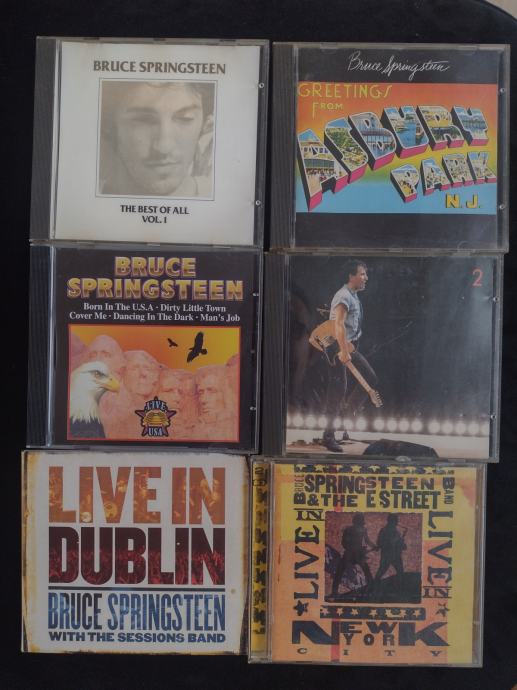 BRUCE SPRINGSTEEN
THE BEST OF ALL
VOL. I
Bruce Springsteen
GREETINGS
FROM
ASBURY
PARK
N.J.
BRUCE
SPRINGSTEEN
Born In The U.S.A · Dirty Little Town
Cover Me · Dancing In The Dark · Man's Job
LIVE
USA
2
LIVE IN
DUBLIN
BRUCE SPRINGSTEEN
WITH THE SESSIONS BAND
BRUCE SPRINGSTEEN
& THE E STREET BAND
LIVE IN
LIVE IN
NEW YORK
CITY